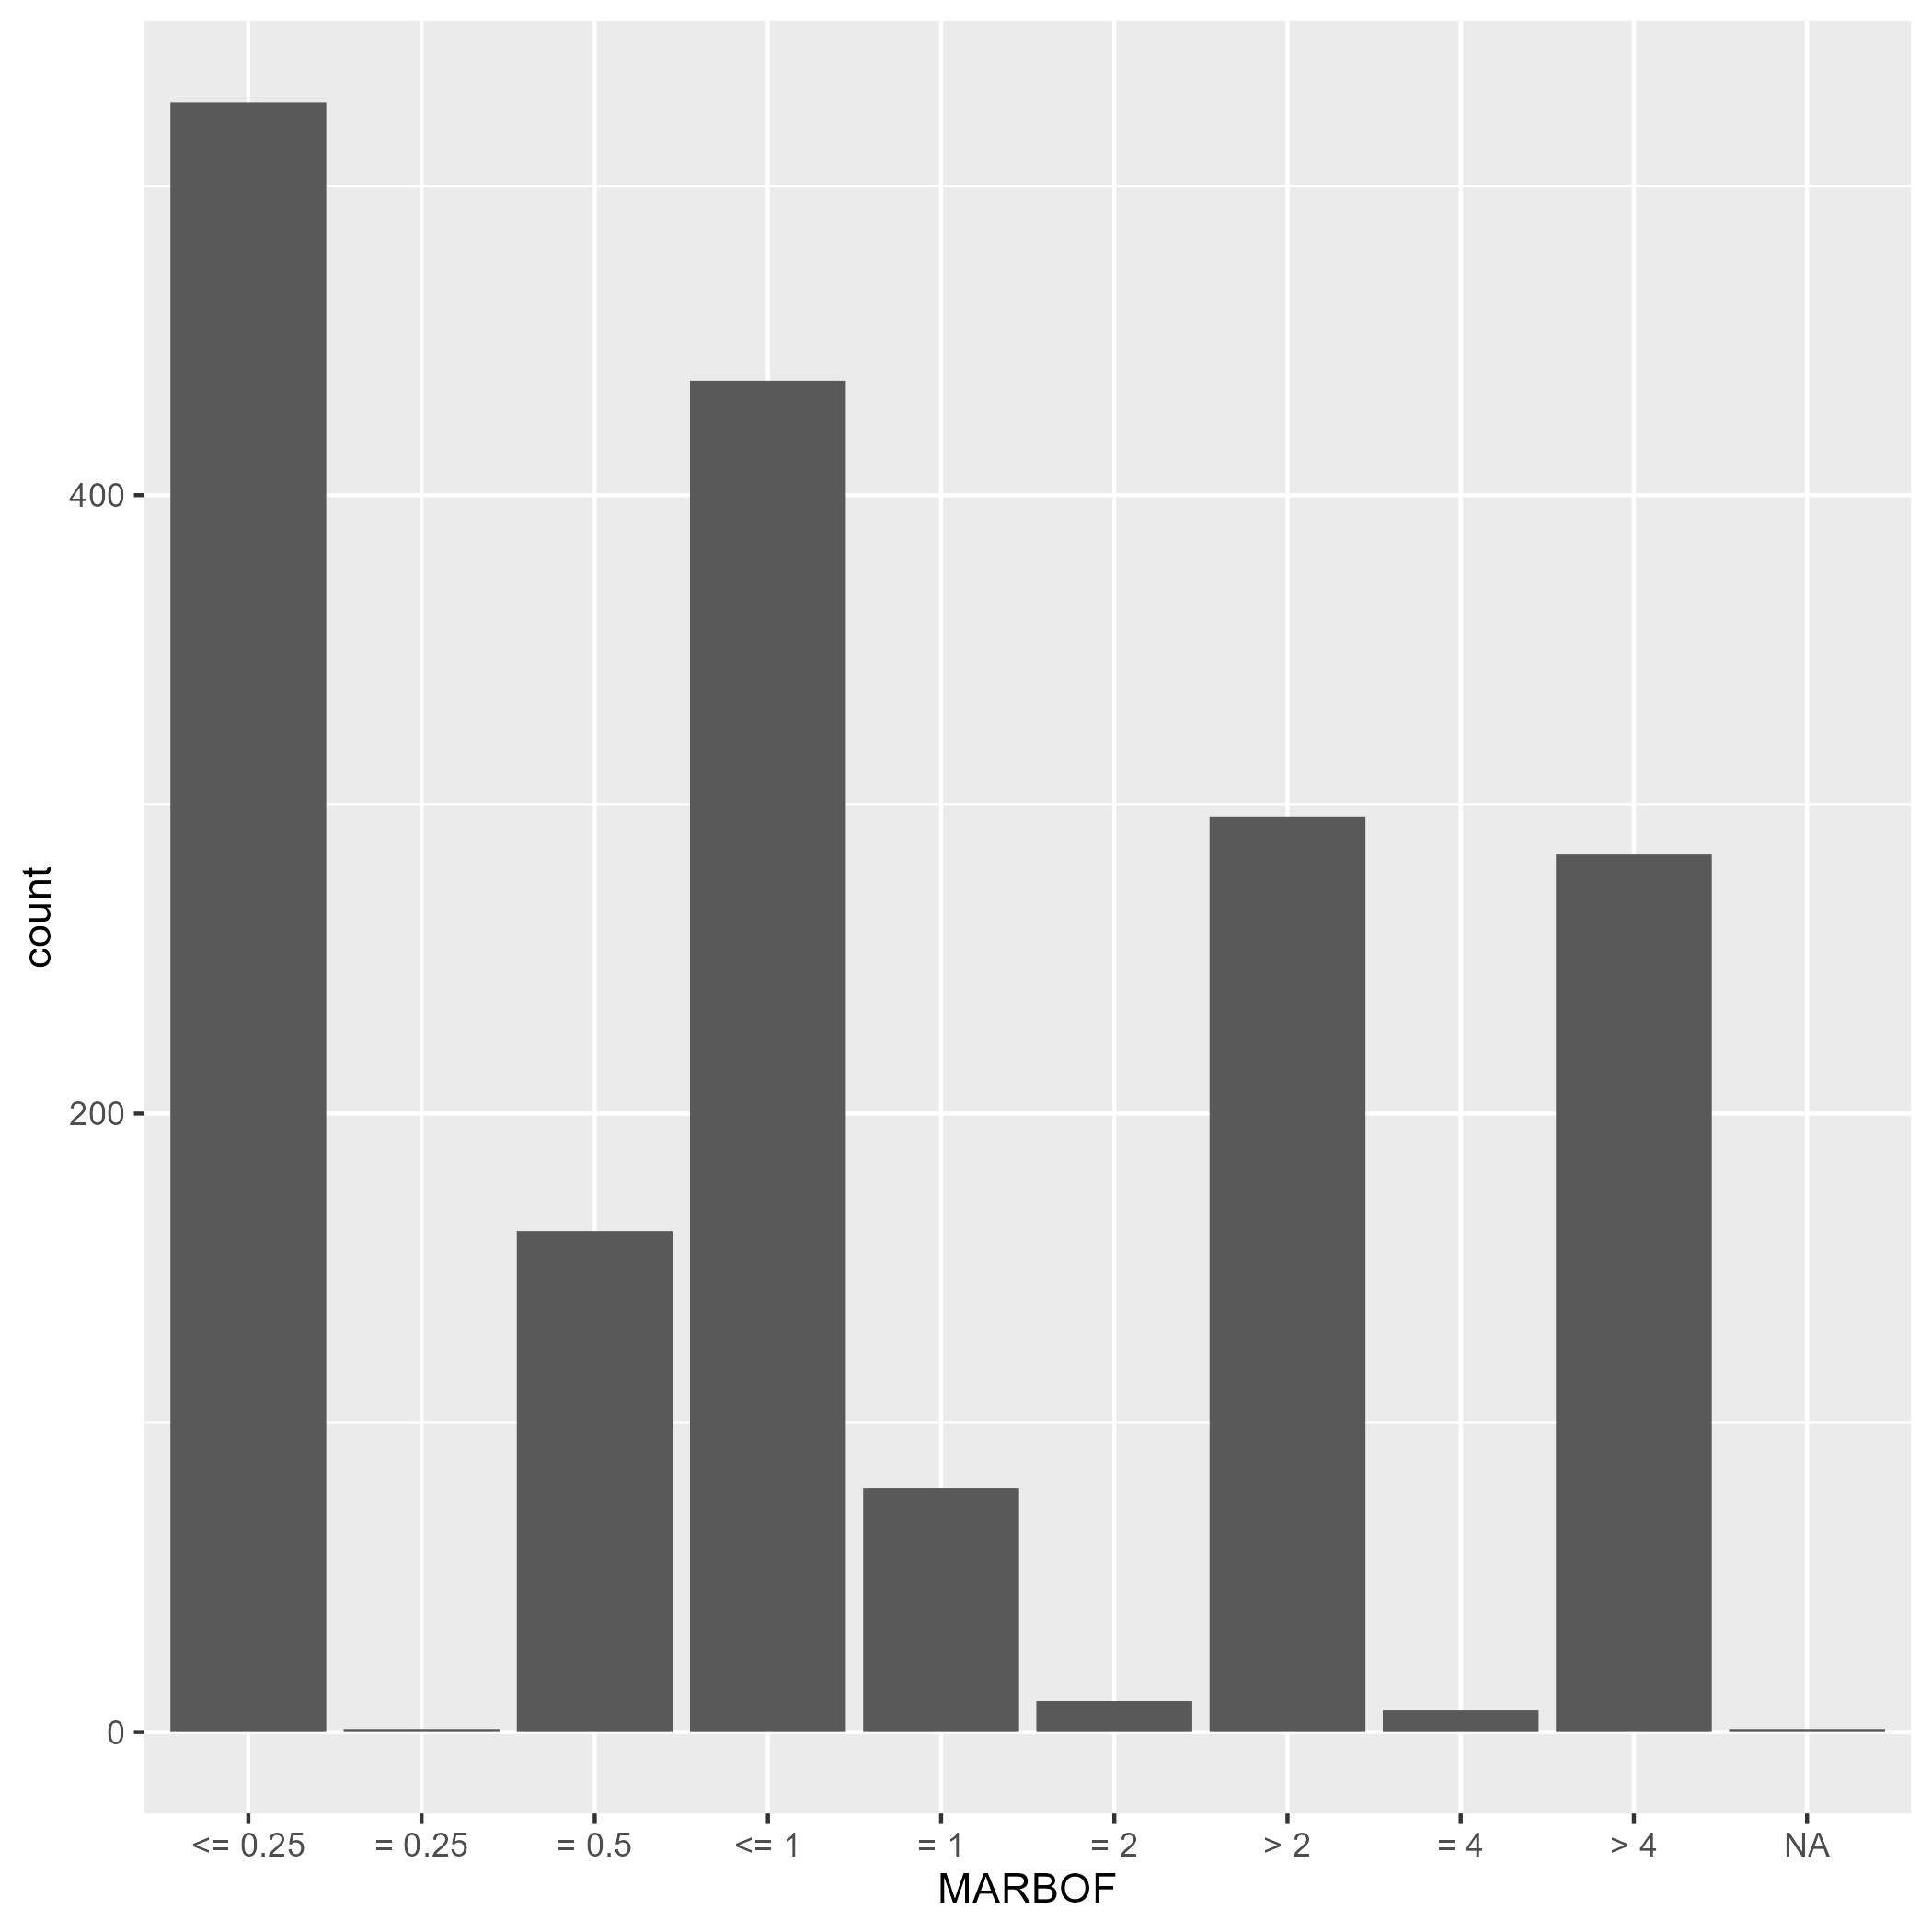 count
400
200
0
<= 0.25 = 0.25 = 0.5 <= 1 = 1 = 2 > 2 = 4 > 4 NA
MARBOF